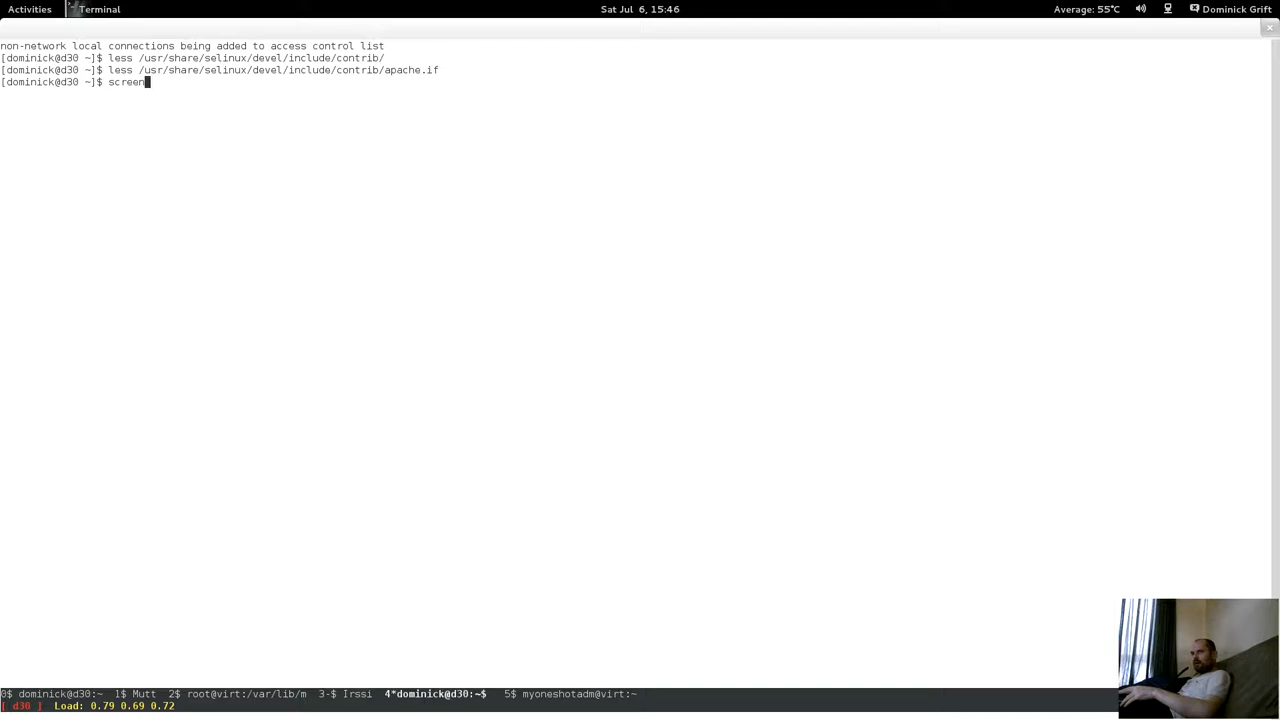 Activities Terminal Sat Jul 6, 15:46 Average: 55°C Dominick Grift
non-network local connections being added to access control list
[dominick@d30 ~]$ less /usr/share/selinux/devel/include/contrib/
[dominick@d30 ~]$ less /usr/share/selinux/devel/include/contrib/apache.if
[dominick@d30 ~]$ screen
0$ dominick@d30:~ 1$ Mutt 2$ root@virt:/var/lib/m 3-$ Irssi 4*dominick@d30:~$ 5$ myoneshotadm@virt:~
[ d30 ] Load: 0.79 0.69 0.72